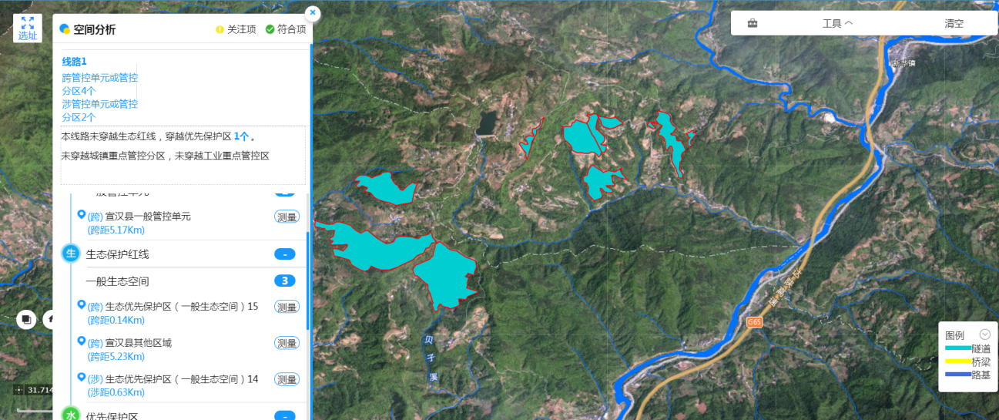 选址
空间分析
关注项
符合项
线路1
跨管控单元或管控
分区4个
涉管控单元或管控
分区2个
本线路未穿越生态红线，穿越优先保护区 1个 。
未穿越城镇重点管控分区，未穿越工业重点管控区
一般管控单元
(跨) 宣汉县一般管控单元
测量
(跨距5.17Km)
生
生态保护红线
-
一般生态空间
3
(跨) 生态优先保护区（一般生态空间）15
测量
(跨距0.14Km)
(跨) 宣汉县其他区域
测量
(跨距5.23Km)
(涉) 生态优先保护区（一般生态空间）14
测量
(涉距0.63Km)
水
优先保护区
-
31.714
工具
清空
新华镇
G65
贝
孑
溪
图例
隧道
桥梁
路基